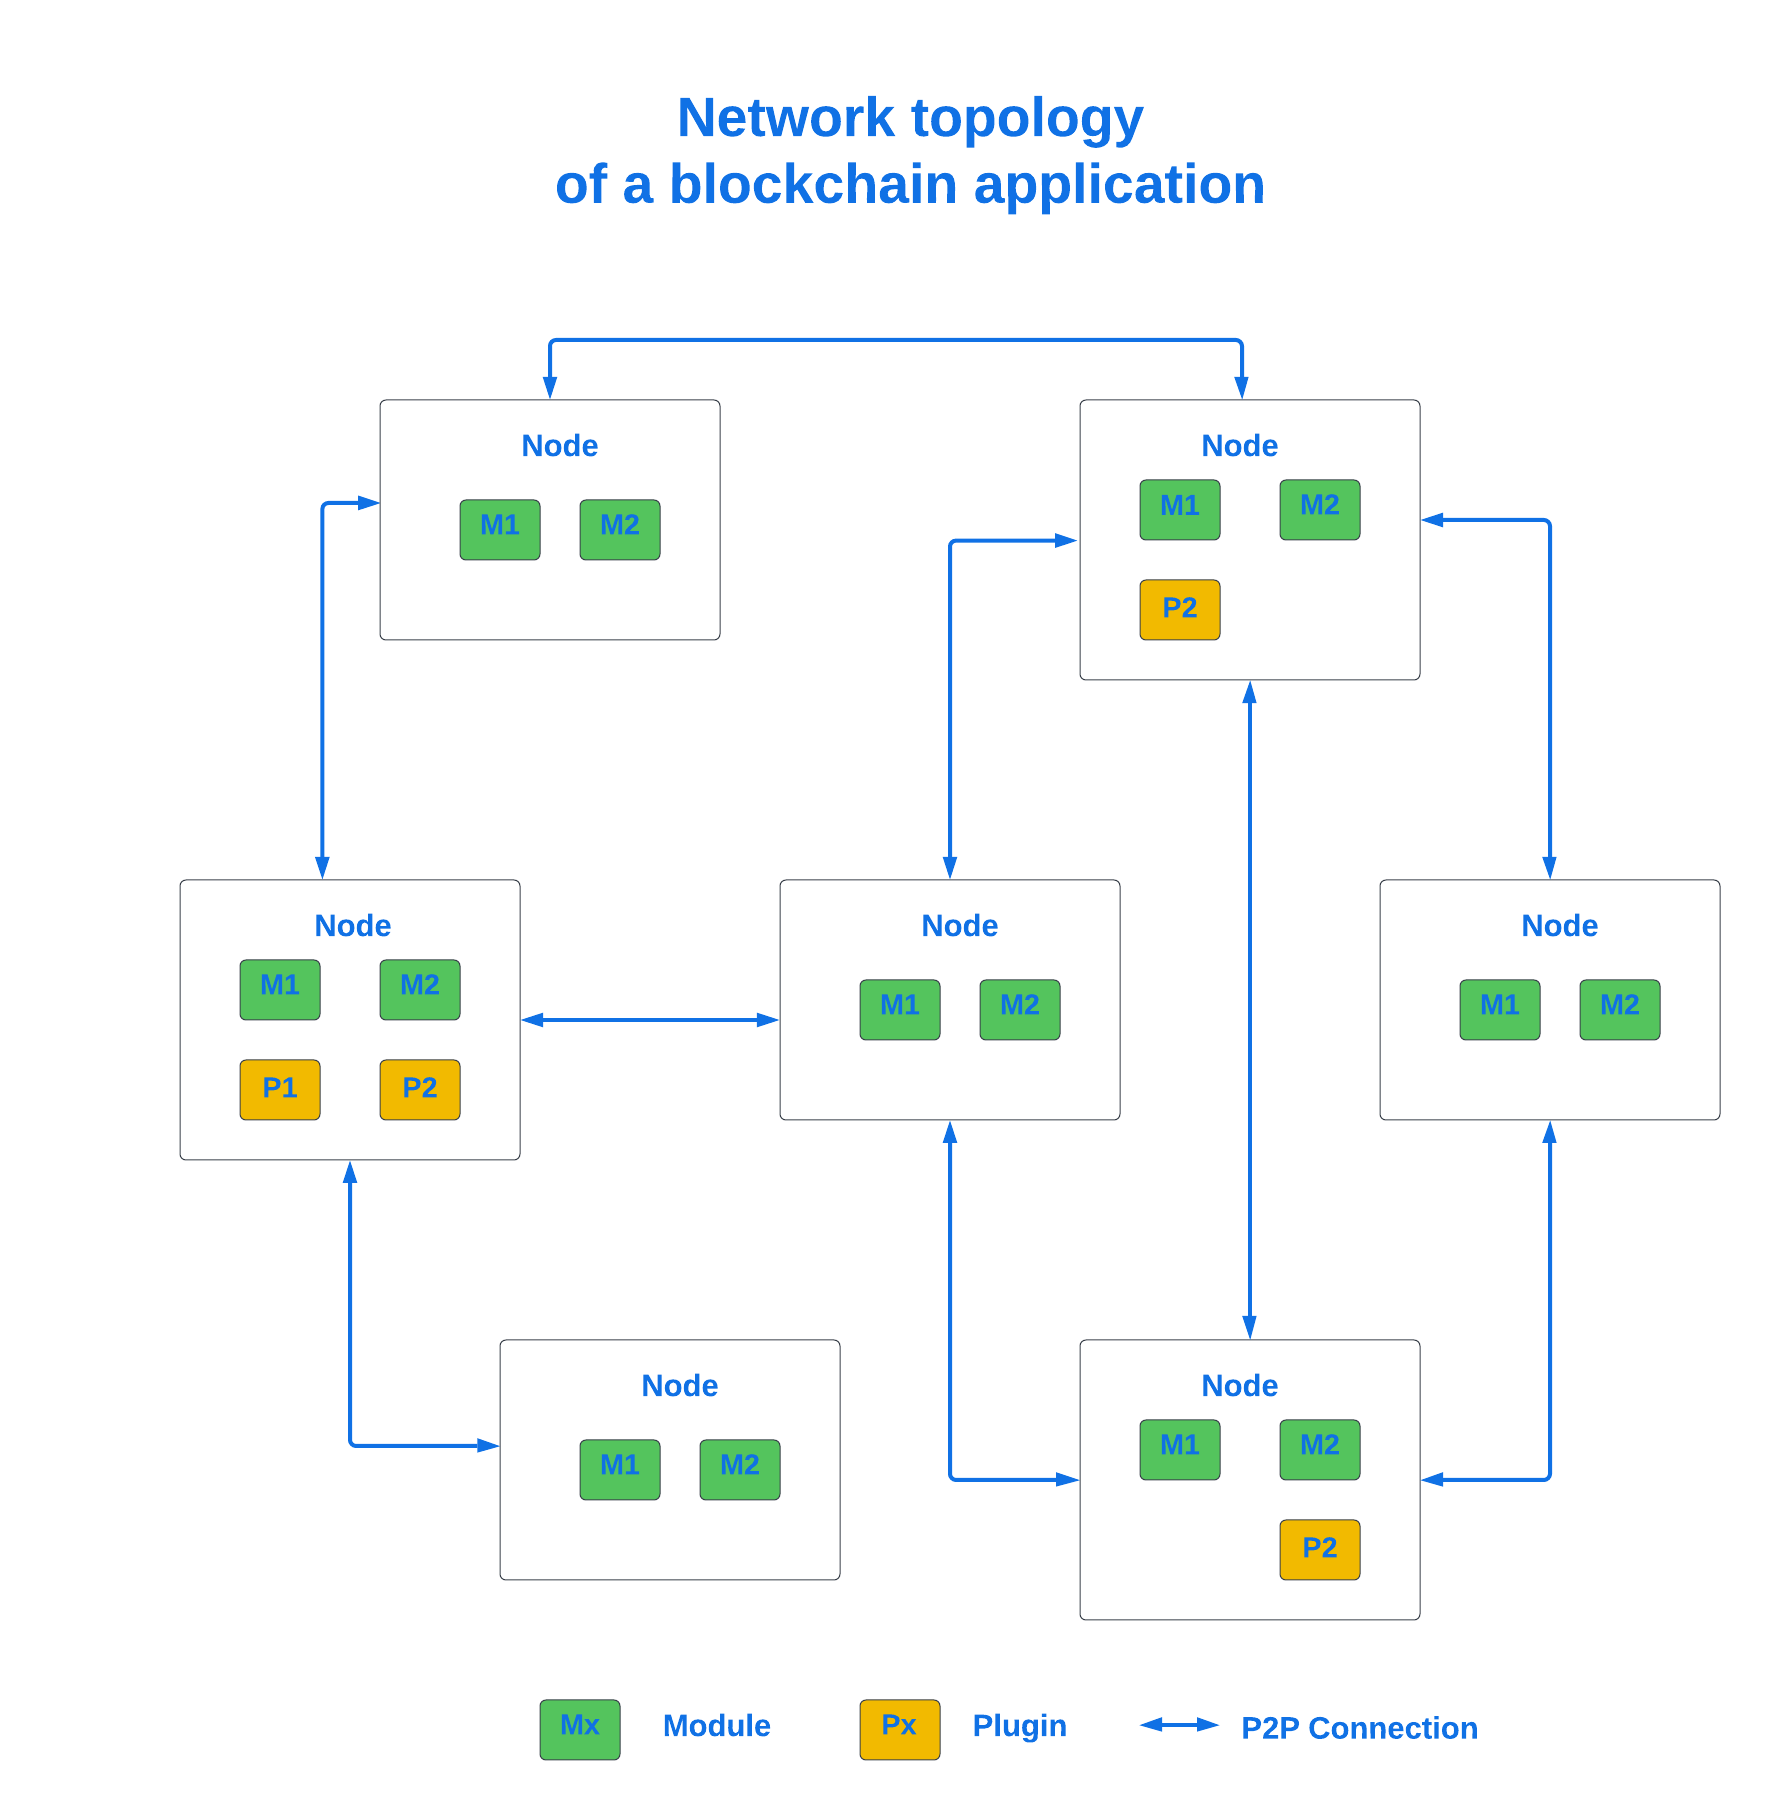 Network topology
of a blockchain application
Node
M1 M2
Node
M1 M2
P2
Node
M1 M2
P1 P2
Node
M1 M2
Node
M1 M2
Node
M1 M2
Node
M1 M2
P2
Mx Module Px Plugin P2P Connection